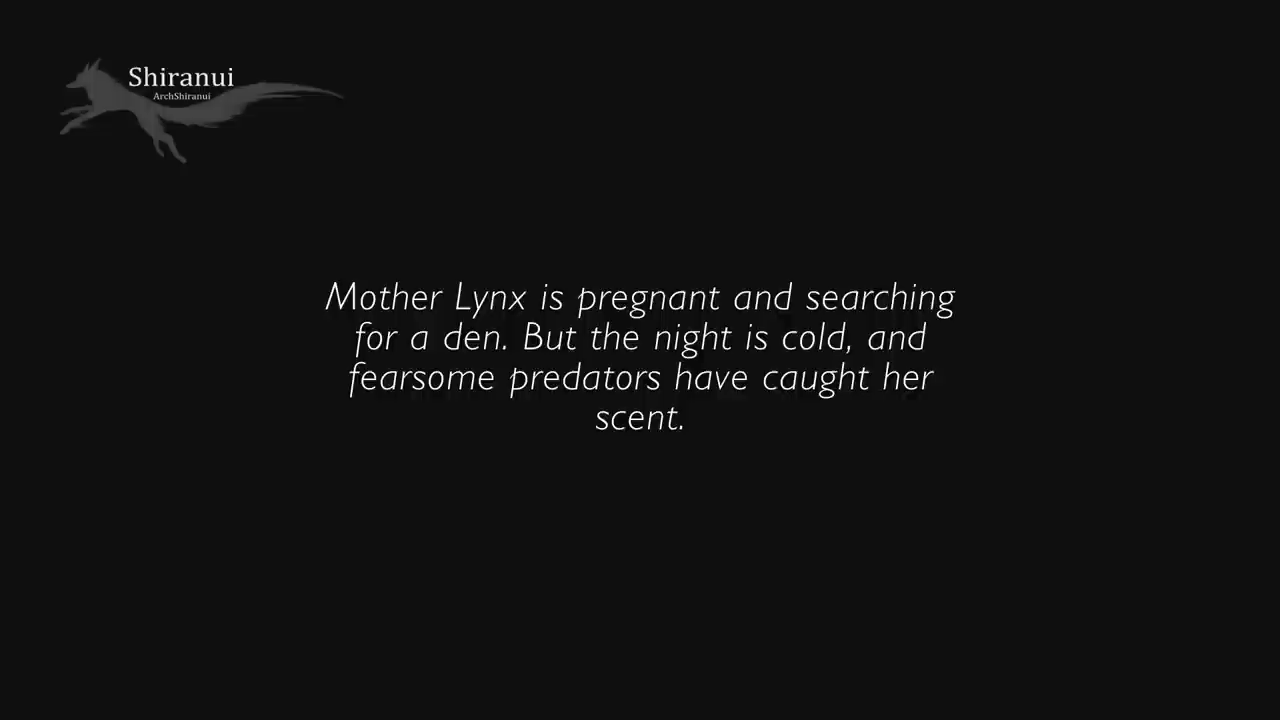 Shiranui
ArchShiranui
Mother Lynx is pregnant and searching
for a den. But the night is cold, and
fearsome predators have caught her
scent.